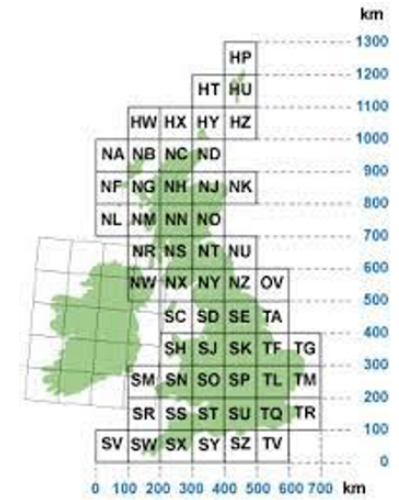 km
1300
HP
1200
HT HU
1100
HW HX HY HZ
1000
NA NB NC ND
900
NF NG NH NJ NK
800
NL NM NN NO
700
NR NS NT NU
600
NW NX NY NZ OV
500
SC SD SE TA
400
SH SJ SK TF TG
300
SM SN SO SP TL TM
200
SR SS ST SU TQ TR
100
SV SW SX SY SZ TV
0
0 100 200 300 400 500 600 700 km